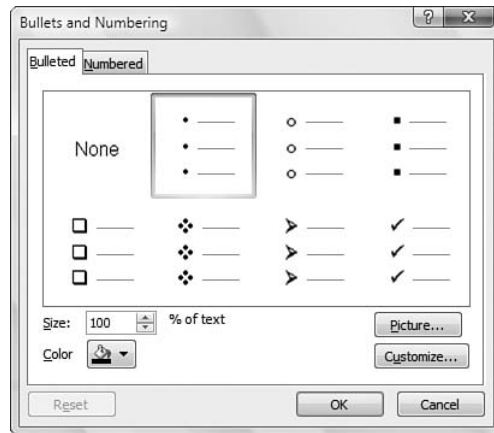 Bullets and Numbering
Bulleted Numbered
None
Size: 100 % of text
Picture...
Color
Customize...
Reset OK Cancel